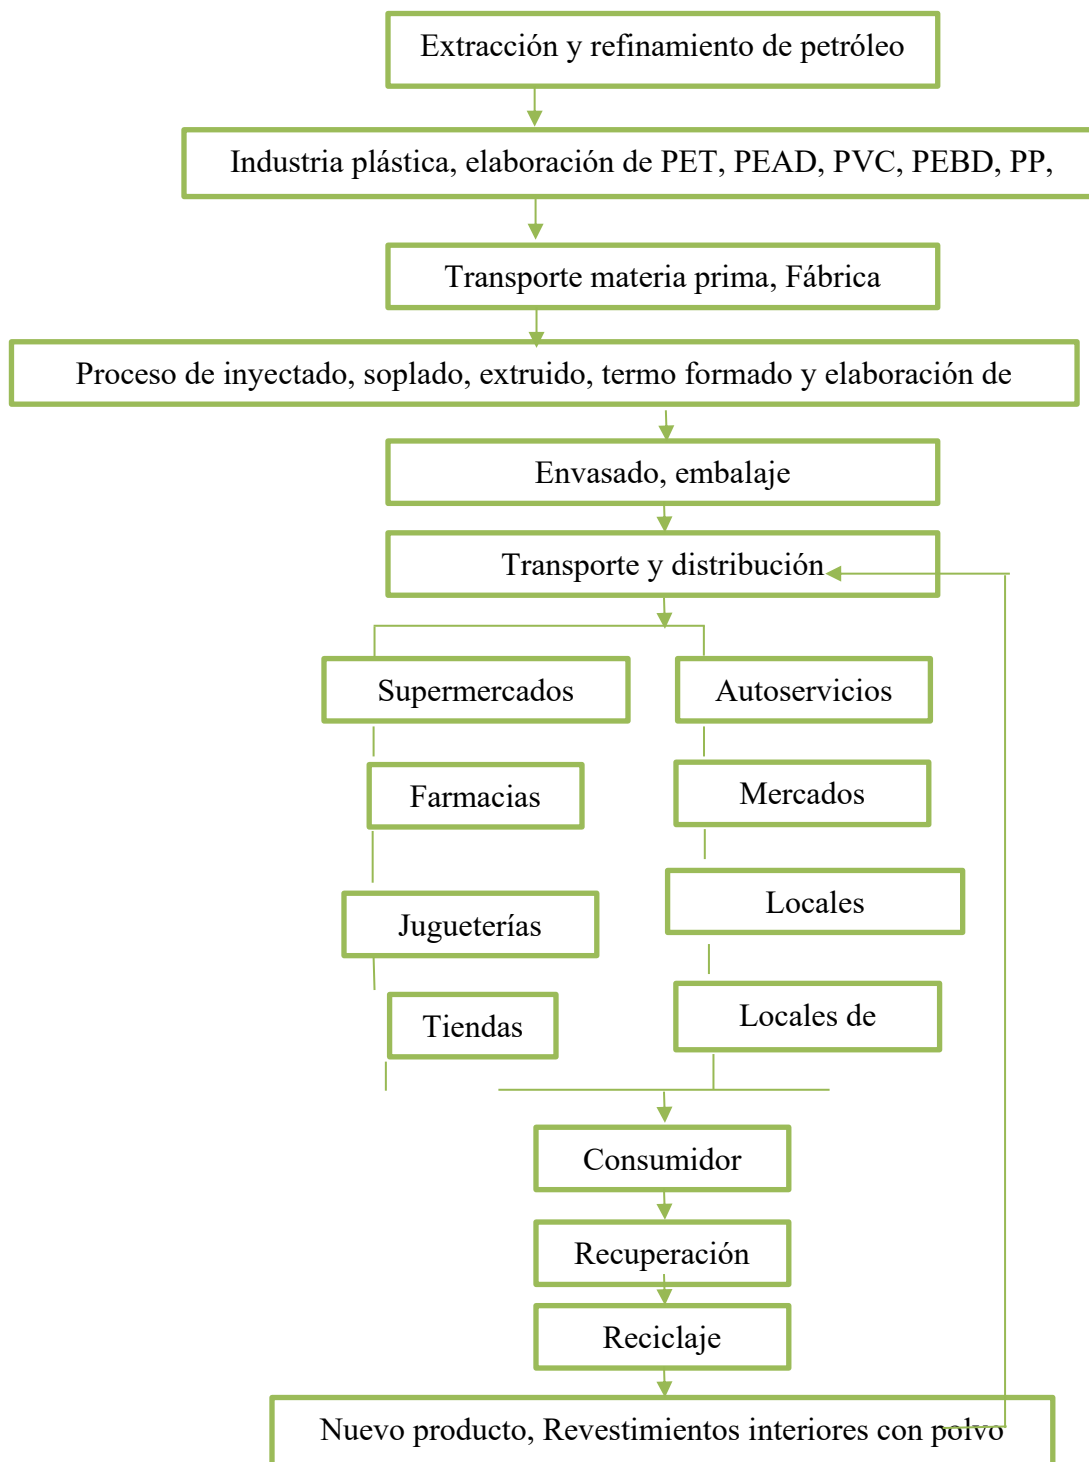 Extracción y refinamiento de petróleo
Industria plástica, elaboración de PET, PEAD, PVC, PEBD, PP,
Transporte materia prima, Fábrica
Proceso de inyectado, soplado, extruido, termo formado y elaboración de
Envasado, embalaje
Transporte y distribución
Supermercados
Autoservicios
Farmacias
Mercados
Jugueterías
Locales
Tiendas
Locales de
Consumidor
Recuperación
Reciclaje
Nuevo producto, Revestimientos interiores con polvo